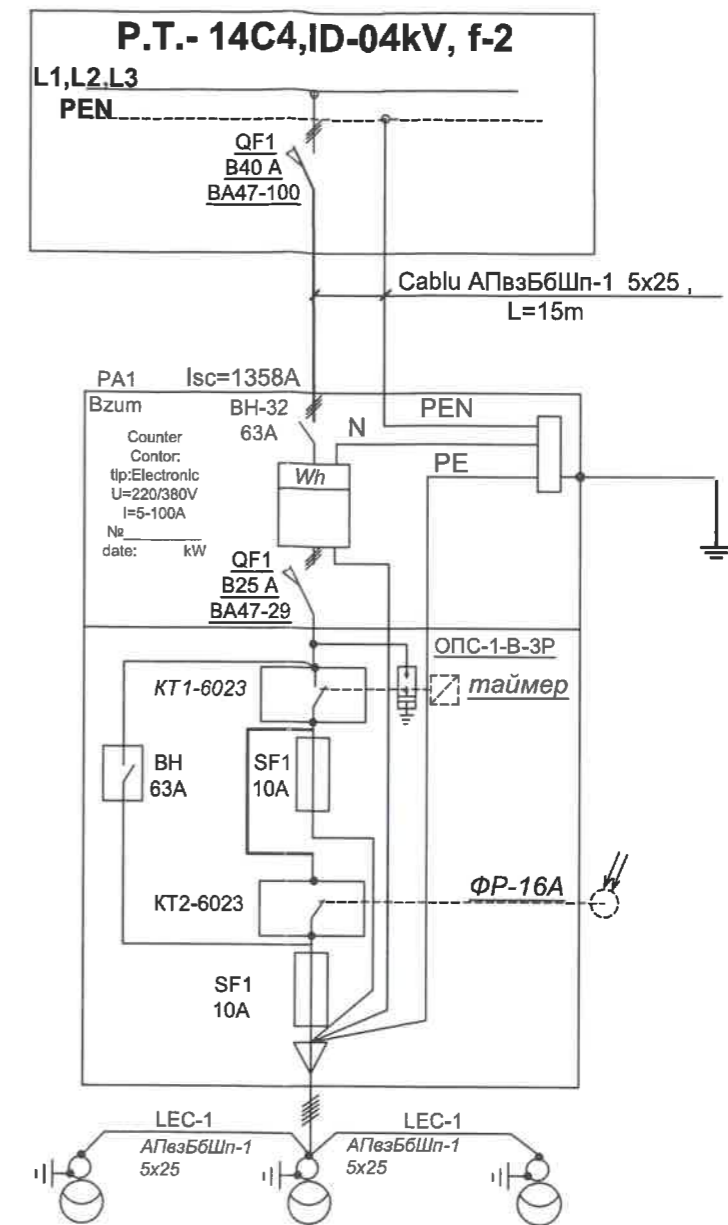 P.T.- 14C4,ID-04kV, f-2
L1,L2,L3
PEN
QF1
B40 A
BA47-100
Cablu АПвзБбШп-1 5x25 ,
L=15m
PA1
Isc=1358A
Bzum
BH-32
63A
N
PEN
PE
Counter
Contor:
tip:Electronic
U=220/380V
I=5-100A
№
date: kW
Wh
QF1
B25 A
BA47-29
ОПС-1-В-3Р
КТ1-6023
таймер
ВН
63A
SF1
10A
КТ2-6023
ФР-16А
SF1
10A
LEC-1
АПвзБбШп-1
5x25
LEC-1
АПвзБбШп-1
5x25